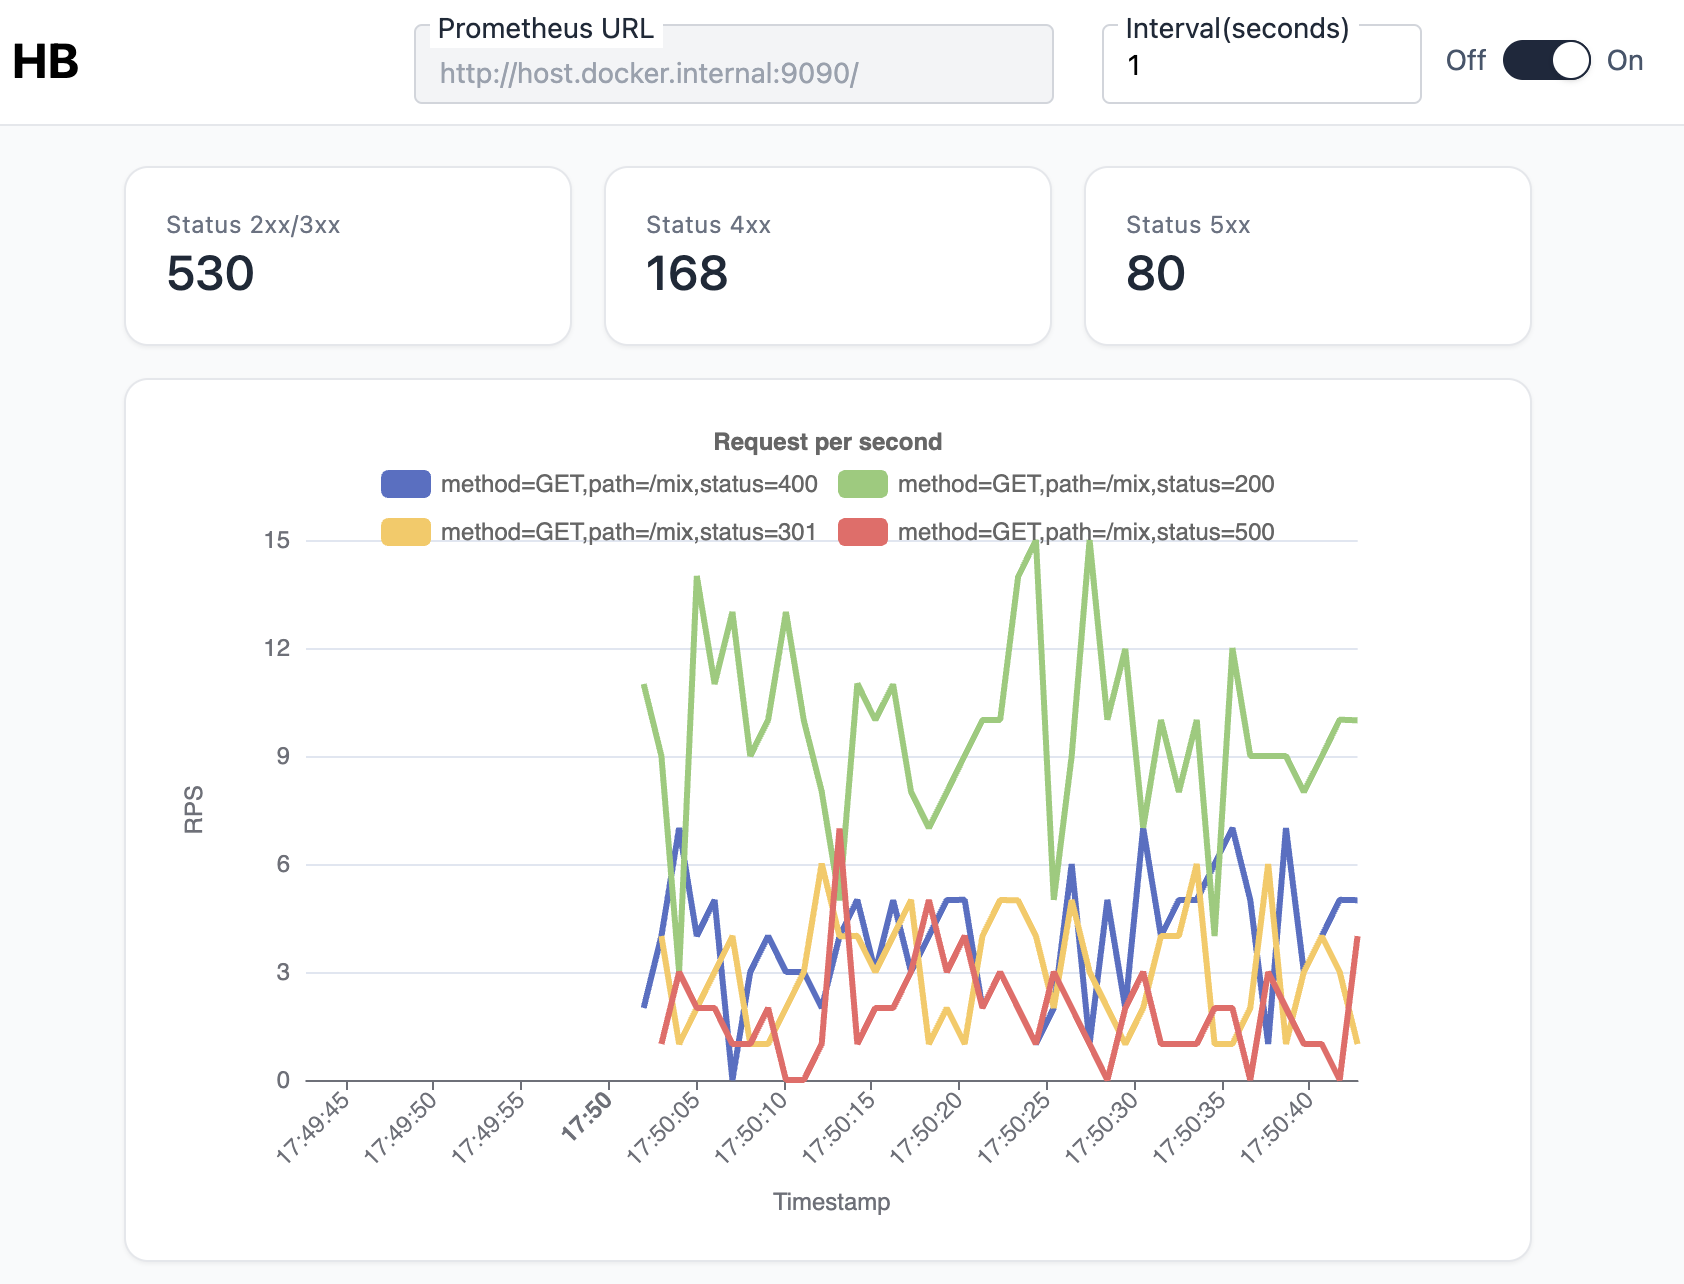 HB
Prometheus URL
http://host.docker.internal:9090/
Interval(seconds)
1
Off
On
Status 2xx/3xx
530
Status 4xx
168
Status 5xx
80
Request per second
method=GET,path=/mix,status=400
method=GET,path=/mix,status=200
method=GET,path=/mix,status=301
method=GET,path=/mix,status=500
15
12
9
6
3
0
RPS
17:49:45
17:49:50
17:49:55
17:50
17:50:05
17:50:10
17:50:15
17:50:20
17:50:25
17:50:30
17:50:35
17:50:40
Timestamp